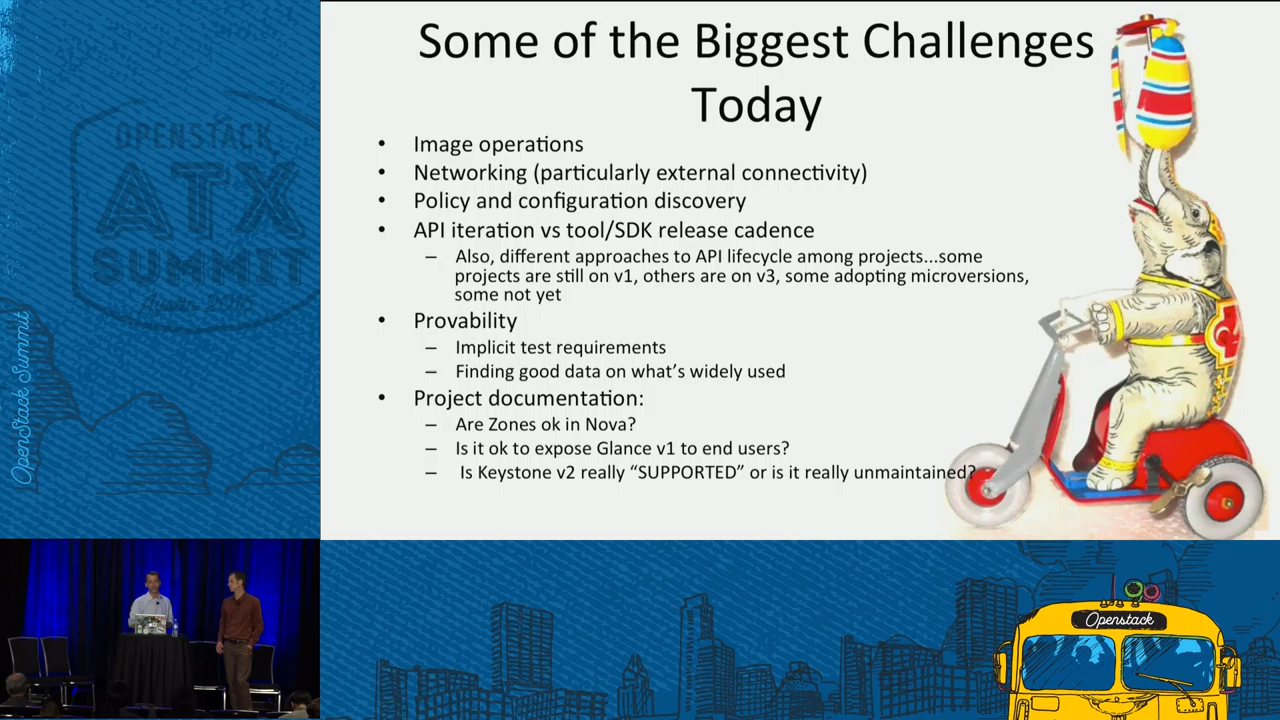 Some of the Biggest Challenges
Today
• Image operations
• Networking (particularly external connectivity)
• Policy and configuration discovery
• API iteration vs tool/SDK release cadence
– Also, different approaches to API lifecycle among projects...some
projects are still on v1, others are on v3, some adopting microversions,
some not yet
• Provability
– Implicit test requirements
– Finding good data on what's widely used
• Project documentation:
– Are Zones ok in Nova?
– Is it ok to expose Glance v1 to end users?
– Is Keystone v2 really “SUPPORTED” or is it really unmaintained?
OPENSTACK
ATX
SUMMIT
OpenStack Summit
Openstack